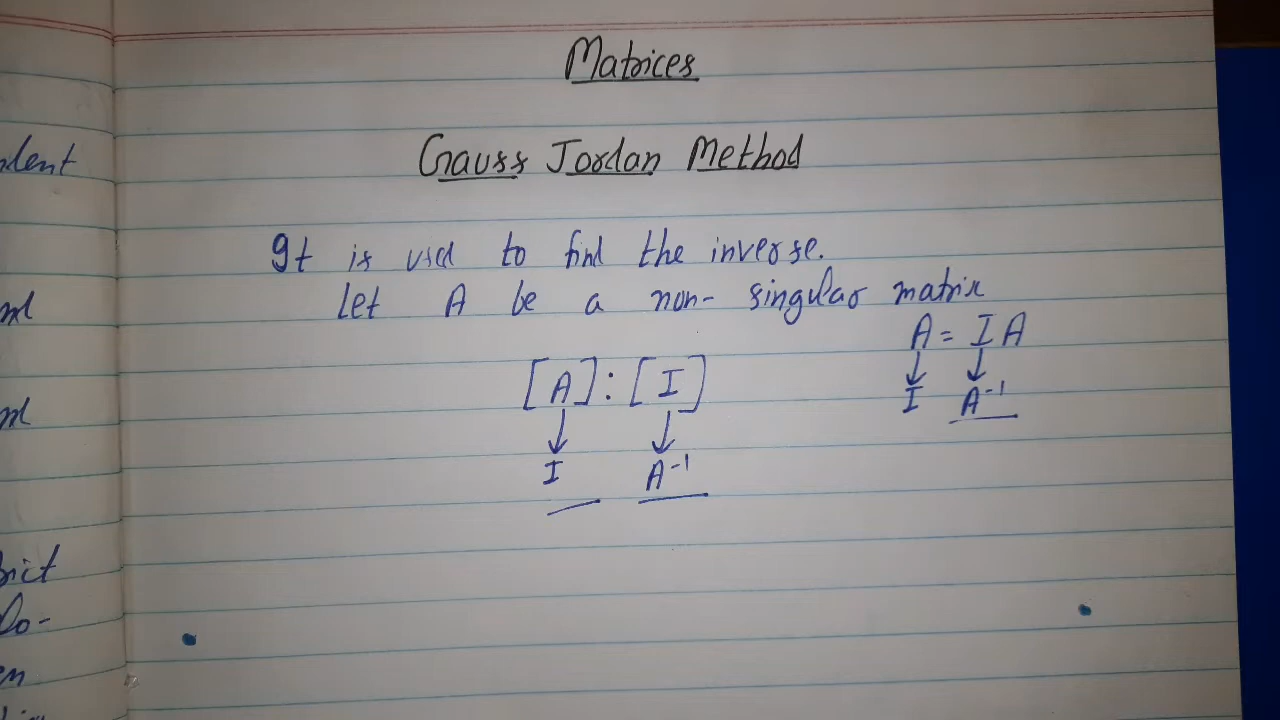 Matrices
Gauss Jordan Method
It is used to find the inverse.
Let A be a non- singular matrix
A = I A
[A] : [I]
↓ ↓
I A⁻¹
↓ ↓
I A⁻¹